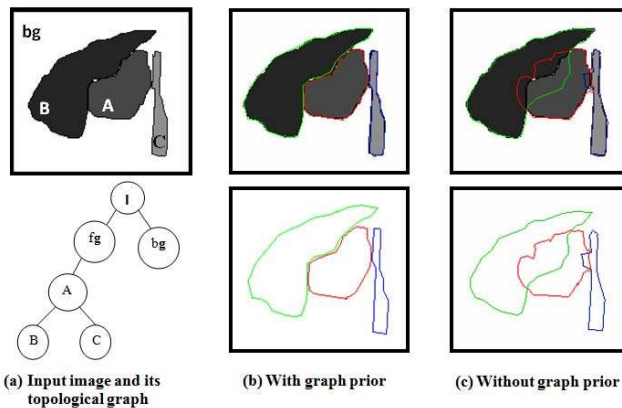 bg
B
A
C
I
fg
bg
A
B
C
(a) Input image and its
topological graph
(b) With graph prior
(c) Without graph prior